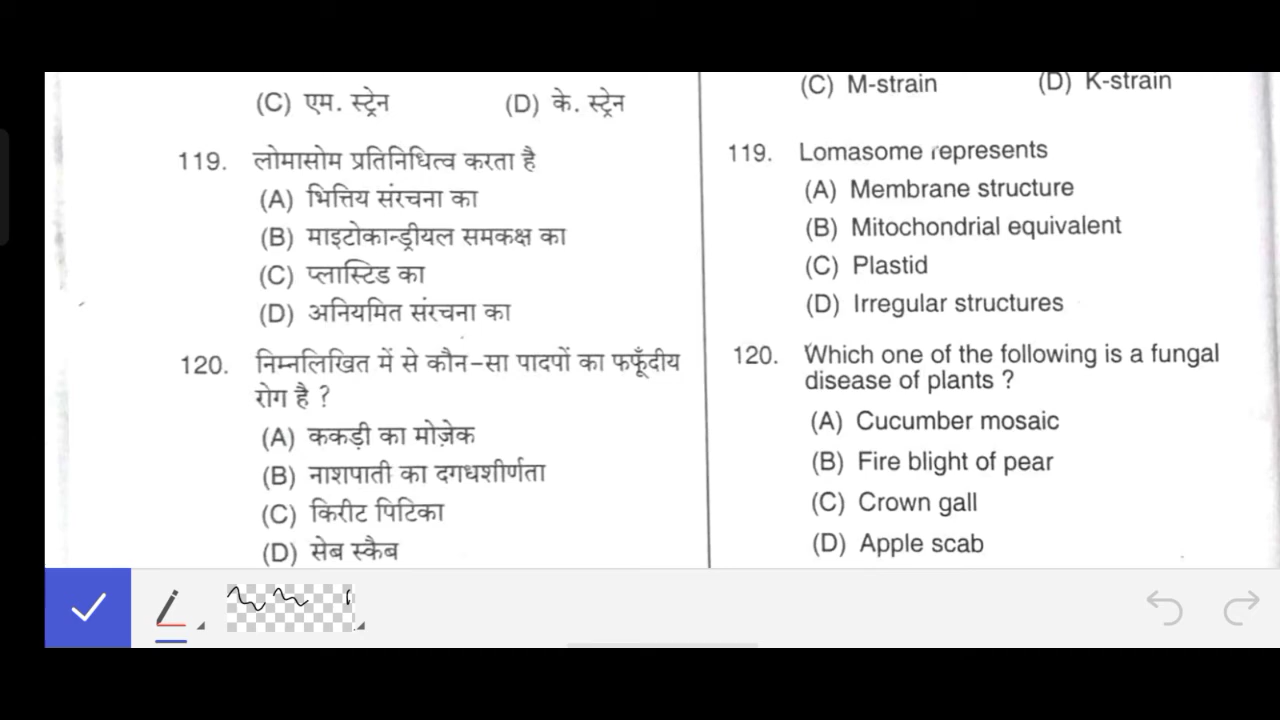 (C) एम. स्ट्रेन (D) के. स्ट्रेन
119. लोमासोम प्रतिनिधित्व करता है
(A) भित्तिय संरचना का
(B) माइटोकान्ड्रीयल समकक्ष का
(C) प्लास्टिड का
(D) अनियमित संरचना का
120. निम्नलिखित में से कौन-सा पादपों का फफूँदीय
रोग है ?
(A) ककड़ी का मोज़ेक
(B) नाशपाती का दगधशीर्णता
(C) किरीट पिटिका
(D) सेब स्कैब
(C) M-strain (D) K-strain
119. Lomasome represents
(A) Membrane structure
(B) Mitochondrial equivalent
(C) Plastid
(D) Irregular structures
120. Which one of the following is a fungal
disease of plants ?
(A) Cucumber mosaic
(B) Fire blight of pear
(C) Crown gall
(D) Apple scab